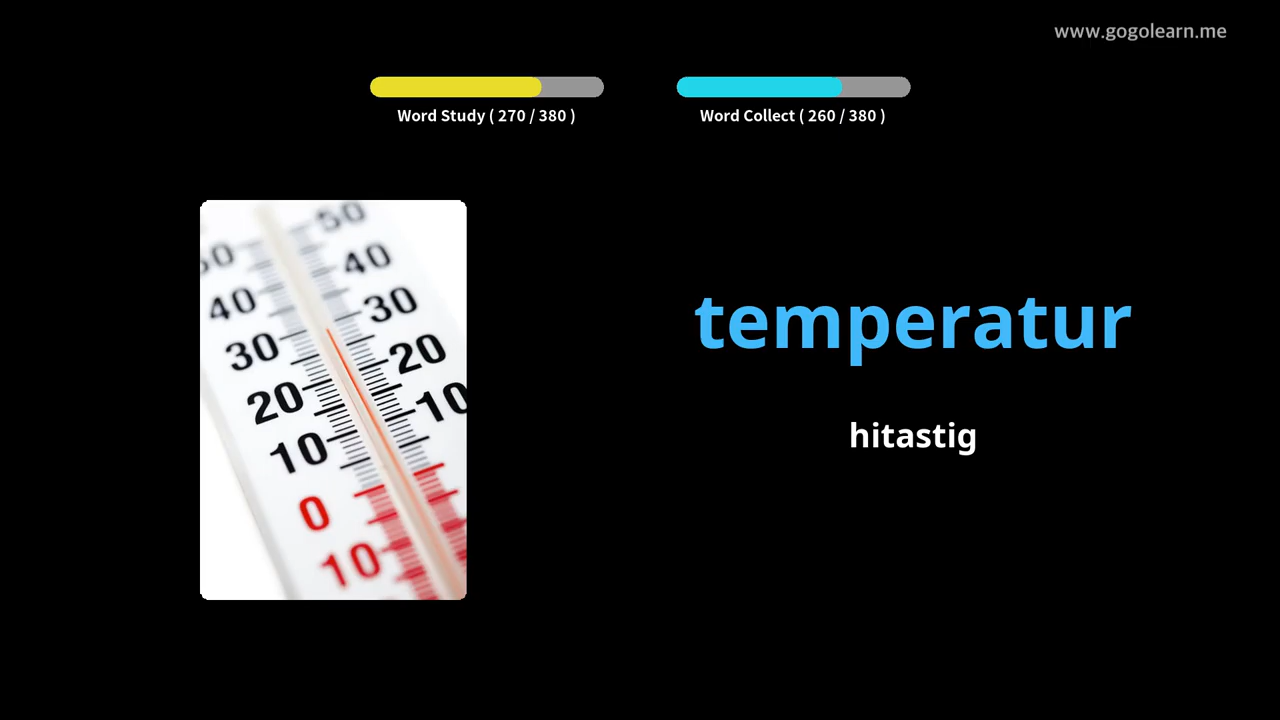 www.gogolearn.me
Word Study ( 270 / 380 )
Word Collect ( 260 / 380 )
50
50
40
40
30
30
20
20
10
10
0
10
temperatur
hitastig